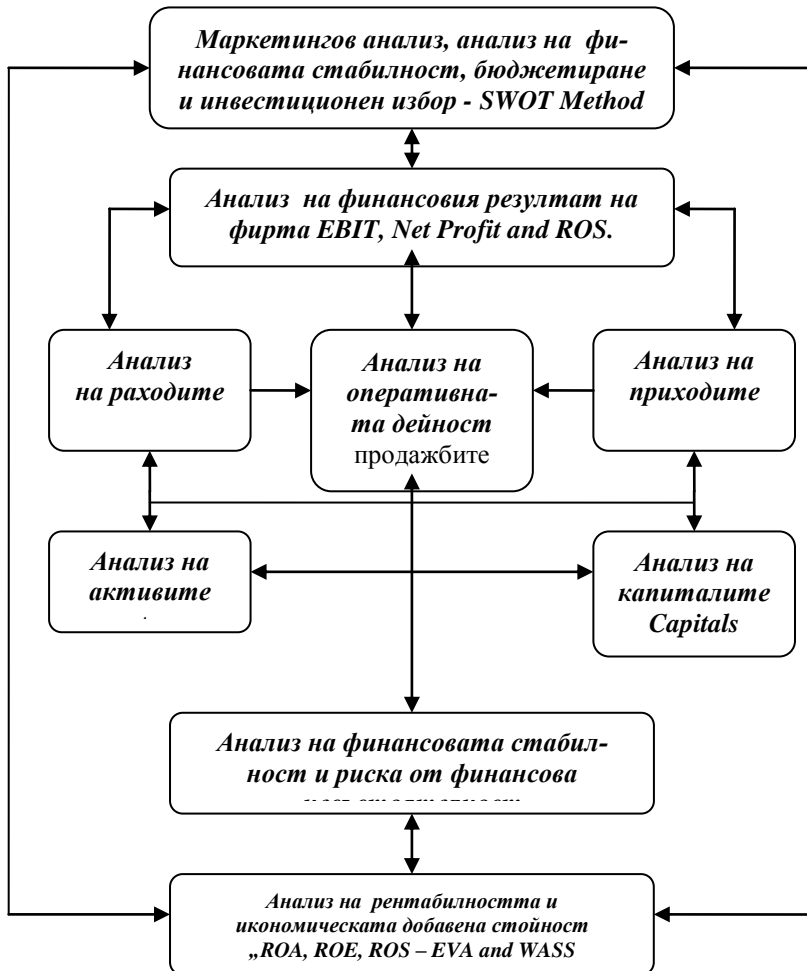 Маркетингов анализ, анализ на фи-
нансовата стабилност, бюджетиране
и инвестиционен избор - SWOT Method
Анализ на финансовия резултат на
фирта EBIT, Net Profit and ROS.
Анализ
на раходите
Анализ на
оперативна-
та дейност
продажбите
Анализ на
приходите
Анализ на
активите
Анализ на
капиталите
Capitals
Анализ на финансовата стабил-
ност и риска от финансова
Анализ на рентабилността и
икономическата добавена стойност
„ROA, ROE, ROS – EVA and WASS